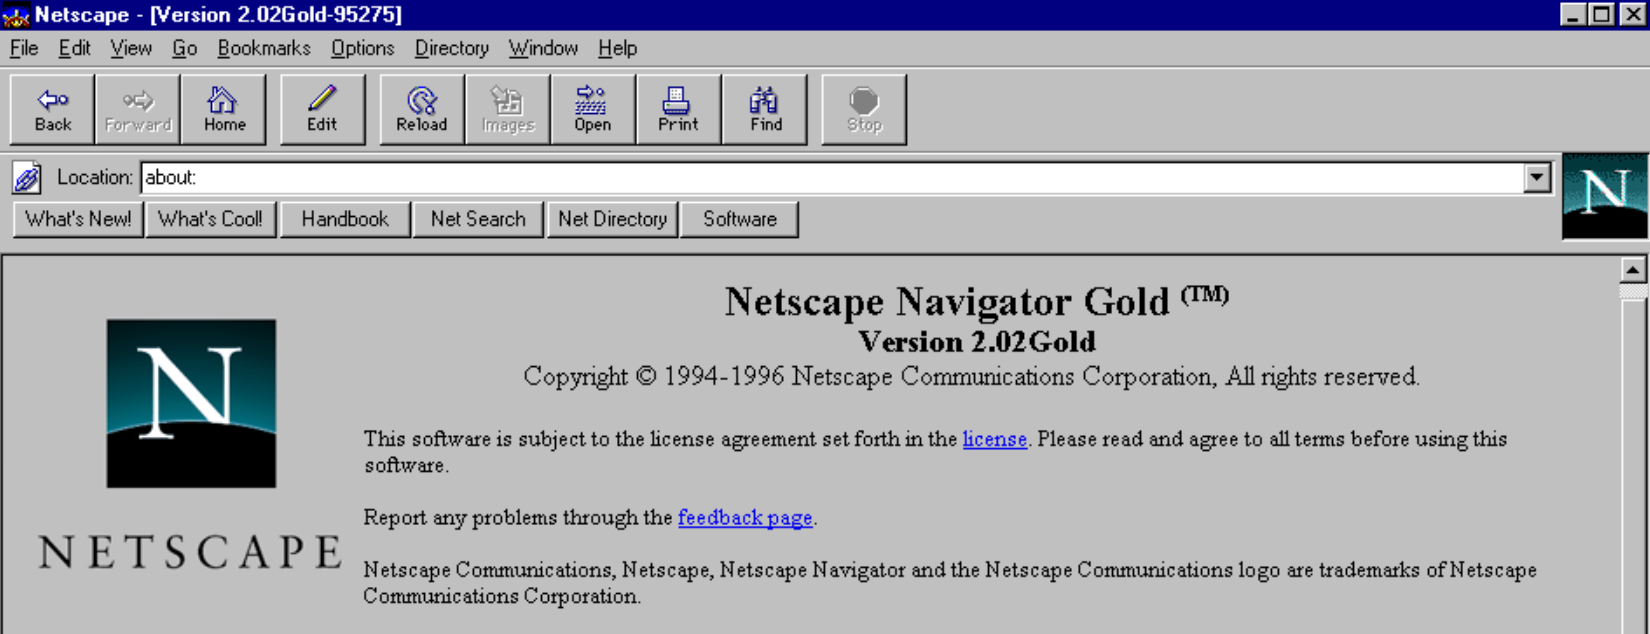 Netscape - [Version 2.02Gold-95275]
File Edit View Go Bookmarks Options Directory Window Help
Back Forward Home Edit Reload Images Open Print Find Stop
Location: about:
N
What's New! What's Cool! Handbook Net Search Net Directory Software
Netscape Navigator Gold (TM)
Version 2.02Gold
Copyright © 1994-1996 Netscape Communications Corporation, All rights reserved.
N
NETSCAPE
This software is subject to the license agreement set forth in the license. Please read and agree to all terms before using this
software.
Report any problems through the feedback page.
Netscape Communications, Netscape, Netscape Navigator and the Netscape Communications logo are trademarks of Netscape
Communications Corporation.